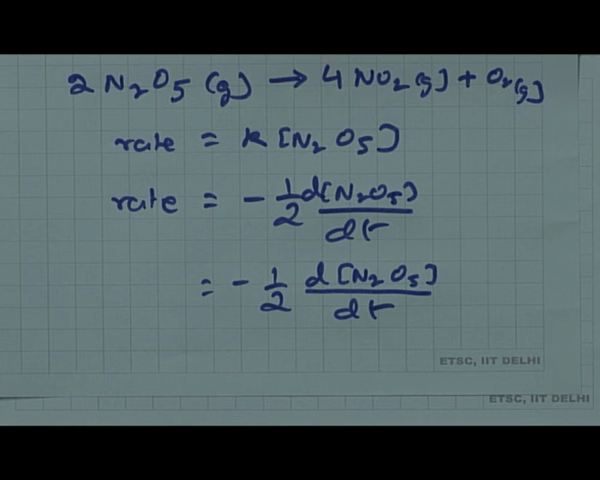 2 N2O5 (g) → 4 NO2(g) + O2(g)
rate = k [N2O5]
rate = - 1/2 d[N2O5]/dt
= - 1/2 d[N2O5]/dt
ETSC, IIT DELHI
ETSC, IIT DELHI